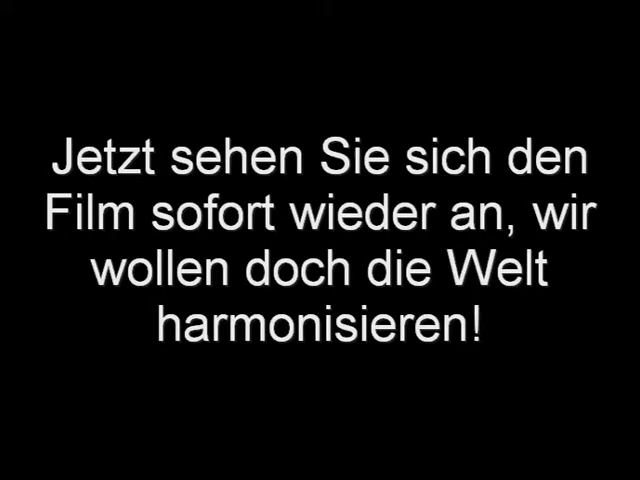 Jetzt sehen Sie sich den
Film sofort wieder an, wir
wollen doch die Welt
harmonisieren!